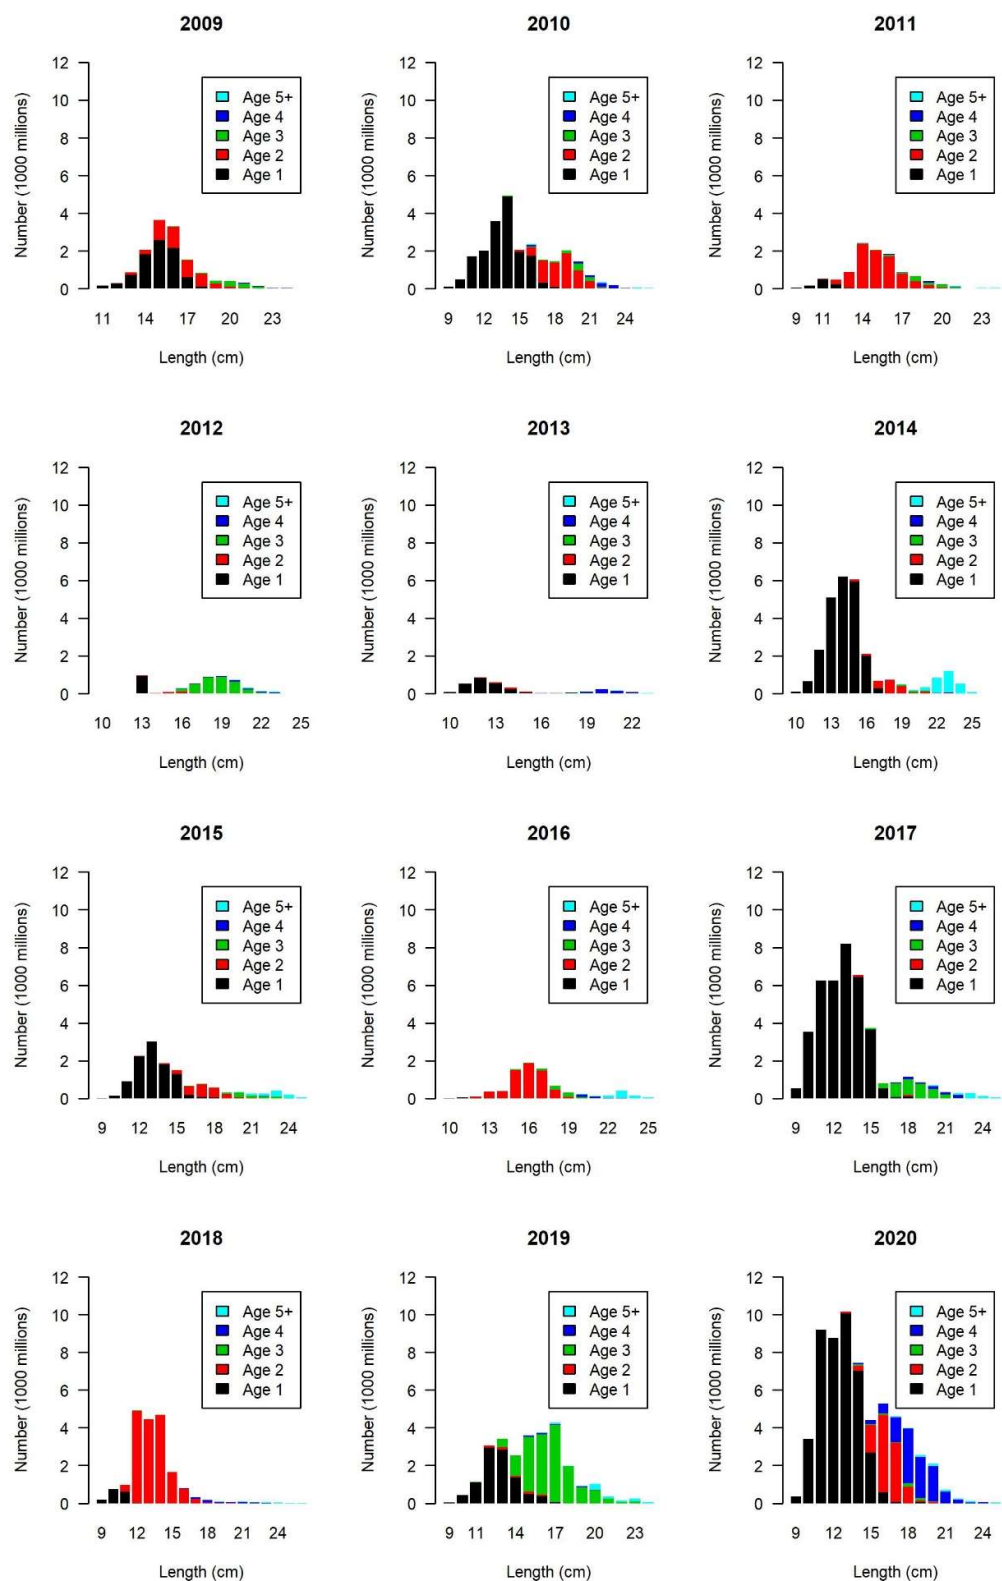 2009
Number (1000 millions)
12
10
8
6
4
2
0
Age 5+
Age 4
Age 3
Age 2
Age 1
11 14 17 20 23
Length (cm)
2010
Number (1000 millions)
12
10
8
6
4
2
0
Age 5+
Age 4
Age 3
Age 2
Age 1
9 12 15 18 21 24
Length (cm)
2011
Number (1000 millions)
12
10
8
6
4
2
0
Age 5+
Age 4
Age 3
Age 2
Age 1
9 11 14 17 20 23
Length (cm)
2012
Number (1000 millions)
12
10
8
6
4
2
0
Age 5+
Age 4
Age 3
Age 2
Age 1
10 13 16 19 22 25
Length (cm)
2013
Number (1000 millions)
12
10
8
6
4
2
0
Age 5+
Age 4
Age 3
Age 2
Age 1
10 13 16 19 22
Length (cm)
2014
Number (1000 millions)
12
10
8
6
4
2
0
Age 5+
Age 4
Age 3
Age 2
Age 1
10 13 16 19 22 25
Length (cm)
2015
Number (1000 millions)
12
10
8
6
4
2
0
Age 5+
Age 4
Age 3
Age 2
Age 1
9 12 15 18 21 24
Length (cm)
2016
Number (1000 millions)
12
10
8
6
4
2
0
Age 5+
Age 4
Age 3
Age 2
Age 1
10 13 16 19 22 25
Length (cm)
2017
Number (1000 millions)
12
10
8
6
4
2
0
Age 5+
Age 4
Age 3
Age 2
Age 1
9 12 15 18 21 24
Length (cm)
2018
Number (1000 millions)
12
10
8
6
4
2
0
Age 5+
Age 4
Age 3
Age 2
Age 1
9 12 15 18 21 24
Length (cm)
2019
Number (1000 millions)
12
10
8
6
4
2
0
Age 5+
Age 4
Age 3
Age 2
Age 1
9 11 14 17 20 23
Length (cm)
2020
Number (1000 millions)
12
10
8
6
4
2
0
Age 5+
Age 4
Age 3
Age 2
Age 1
9 12 15 18 21 24
Length (cm)